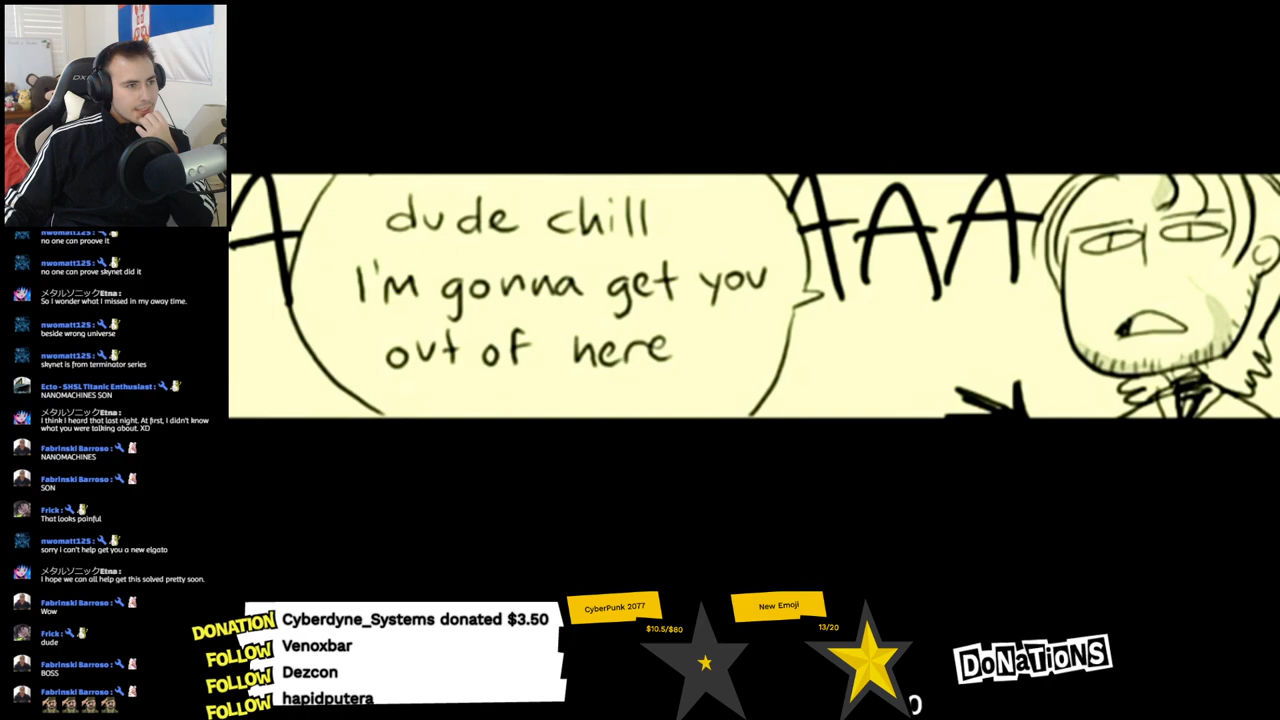 A
dude chill
I'm gonna get you
out of here
AAA
nwomatt125 :
no one can proove it
nwomatt125 :
no one can prove skynet did it
メタルソニックEtna :
So I wonder what I missed in my away time.
nwomatt125 :
beside wrong universe
nwomatt125 :
skynet is from terminator series
Ecto - SHSL Titanic Enthusiast :
NANOMACHINES SON
メタルソニックEtna :
I think I heard that last night. At first, I didn't know
what you were talking about. XD
Fabrinski Barroso :
NANOMACHINES
Fabrinski Barroso :
SON
Frick :
That looks painful
nwomatt125 :
sorry i can't help get you a new elgato
メタルソニックEtna :
I hope we can all help get this solved pretty soon.
Fabrinski Barroso :
Wow
Frick :
dude
Fabrinski Barroso :
BOSS
Fabrinski Barroso :
DONATION Cyberdyne_Systems donated $3.50
FOLLOW Venoxbar
FOLLOW Dezcon
FOLLOW hapidputera
CyberPunk 2077
$10.5/$80
New Emoji
13/20
0
DONATIONS